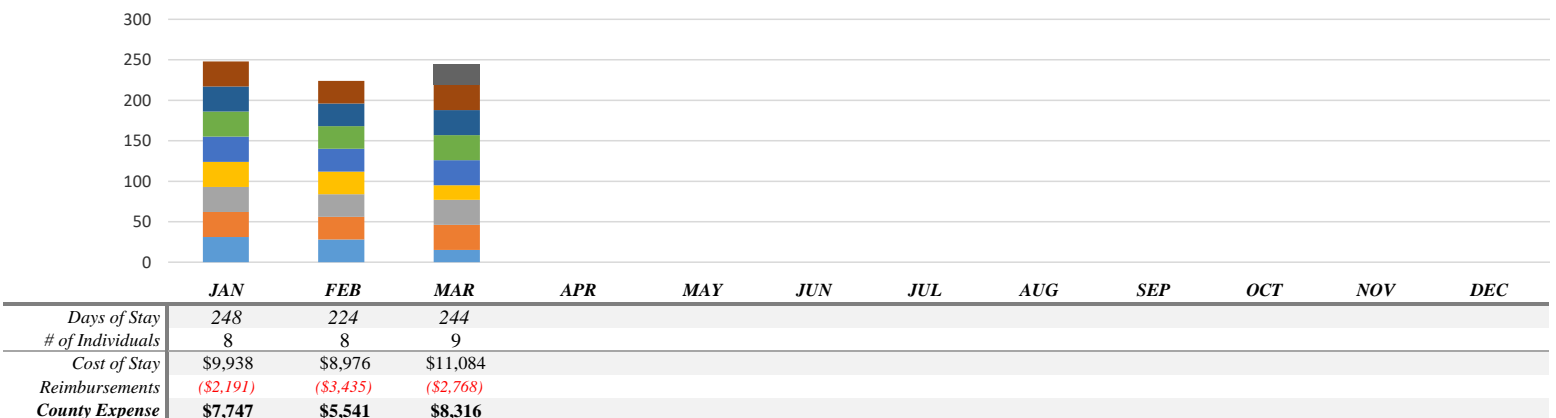 300
250
200
150
100
50
0
JAN FEB MAR APR MAY JUN JUL AUG SEP OCT NOV DEC
Days of Stay 248 224 244
# of Individuals 8 8 9
Cost of Stay $9,938 $8,976 $11,084
Reimbursements ($2,191) ($3,435) ($2,768)
County Expense $7,747 $5,541 $8,316